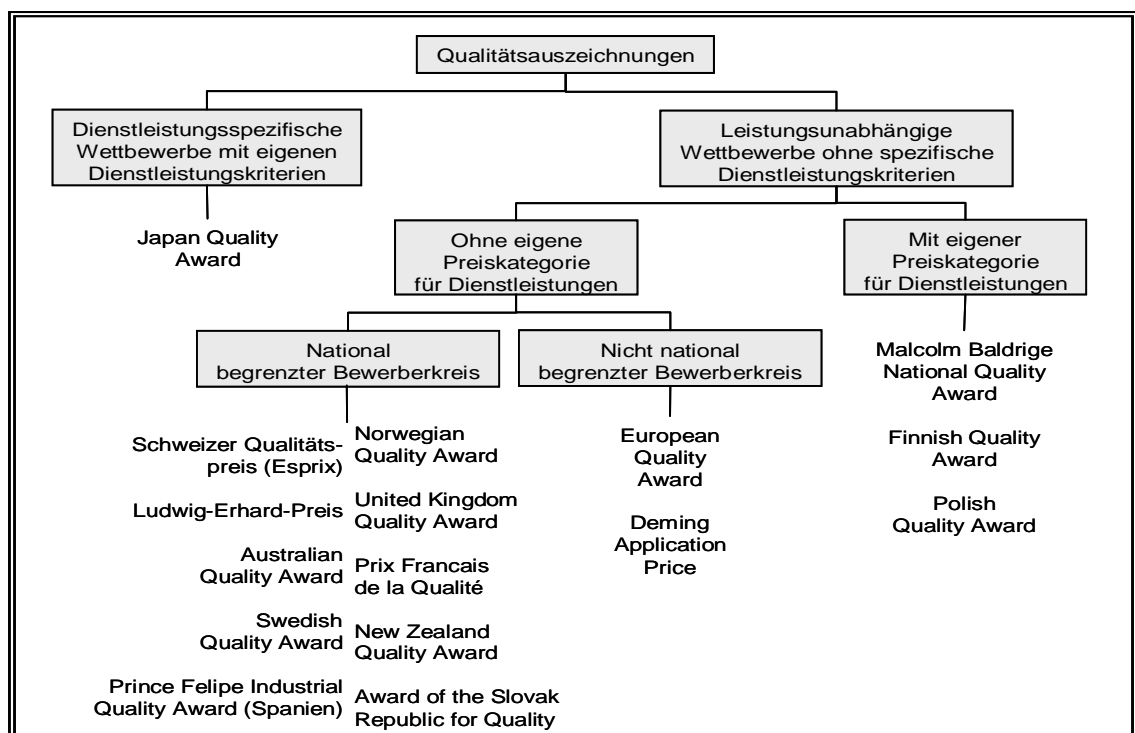 Qualitätsauszeichnungen
Dienstleistungsspezifische
Wettbewerbe mit eigenen
Dienstleistungskriterien
Leistungsunabhängige
Wettbewerbe ohne spezifische
Dienstleistungskriterien
Japan Quality
Award
Ohne eigene
Preiskategorie
für Dienstleistungen
Mit eigener
Preiskategorie
für Dienstleistungen
National
begrenzter Bewerberkreis
Nicht national
begrenzter Bewerberkreis
Malcolm Baldrige
National Quality
Award
Finnish Quality
Award
Polish
Quality Award
Schweizer Qualitäts-
preis (Esprix)
Ludwig-Erhard-Preis
Australian
Quality Award
Swedish
Quality Award
Prince Felipe Industrial
Quality Award (Spanien)
Norwegian
Quality Award
United Kingdom
Quality Award
Prix Francais
de la Qualité
New Zealand
Quality Award
Award of the Slovak
Republic for Quality
European
Quality
Award
Deming
Application
Price